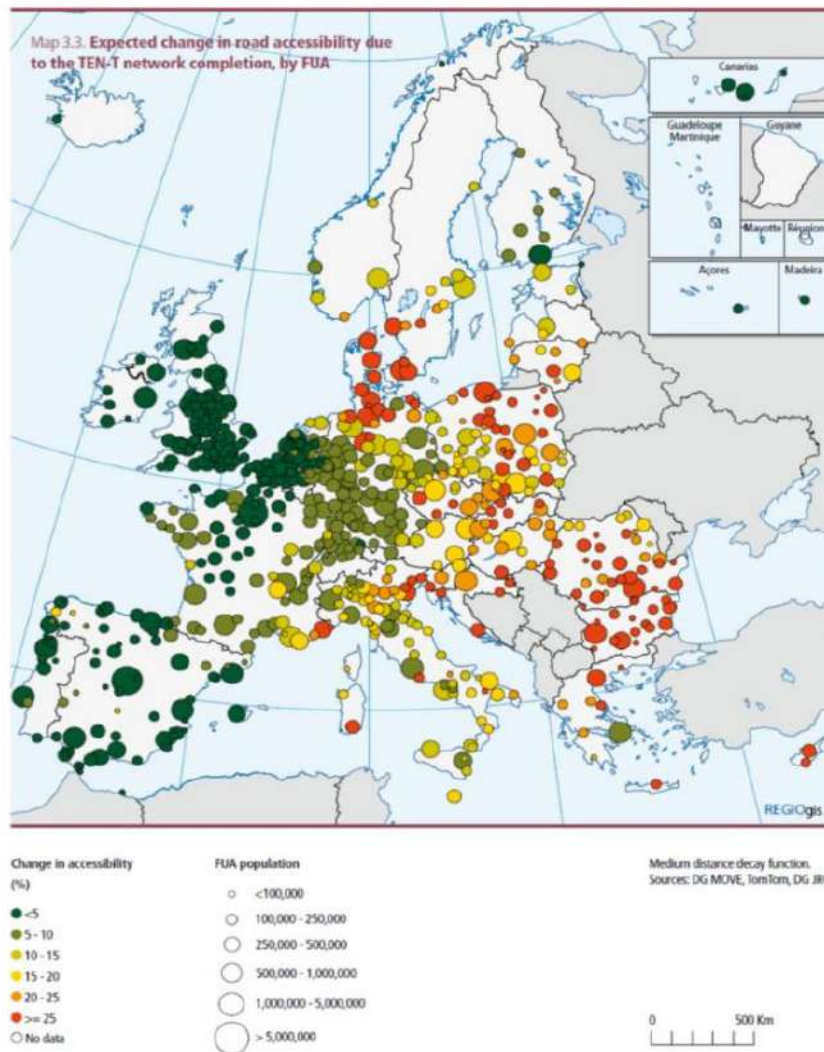 Map 3.3. Expected change in road accessibility due
to the TEN-T network completion, by FUA
Canarias
Guadeloupe
Martinique
Guyane
Mayotte
Réunion
Açores
Madeira
REGIOgis
Change in accessibility
(%)
<5
5 - 10
10 - 15
15 - 20
20 - 25
>= 25
No data
FUA population
<100,000
100,000 - 250,000
250,000 - 500,000
500,000 - 1,000,000
1,000,000 - 5,000,000
> 5,000,000
Medium distance decay function.
Sources: DG MOVE, TomTom, DG JR
0 500 Km